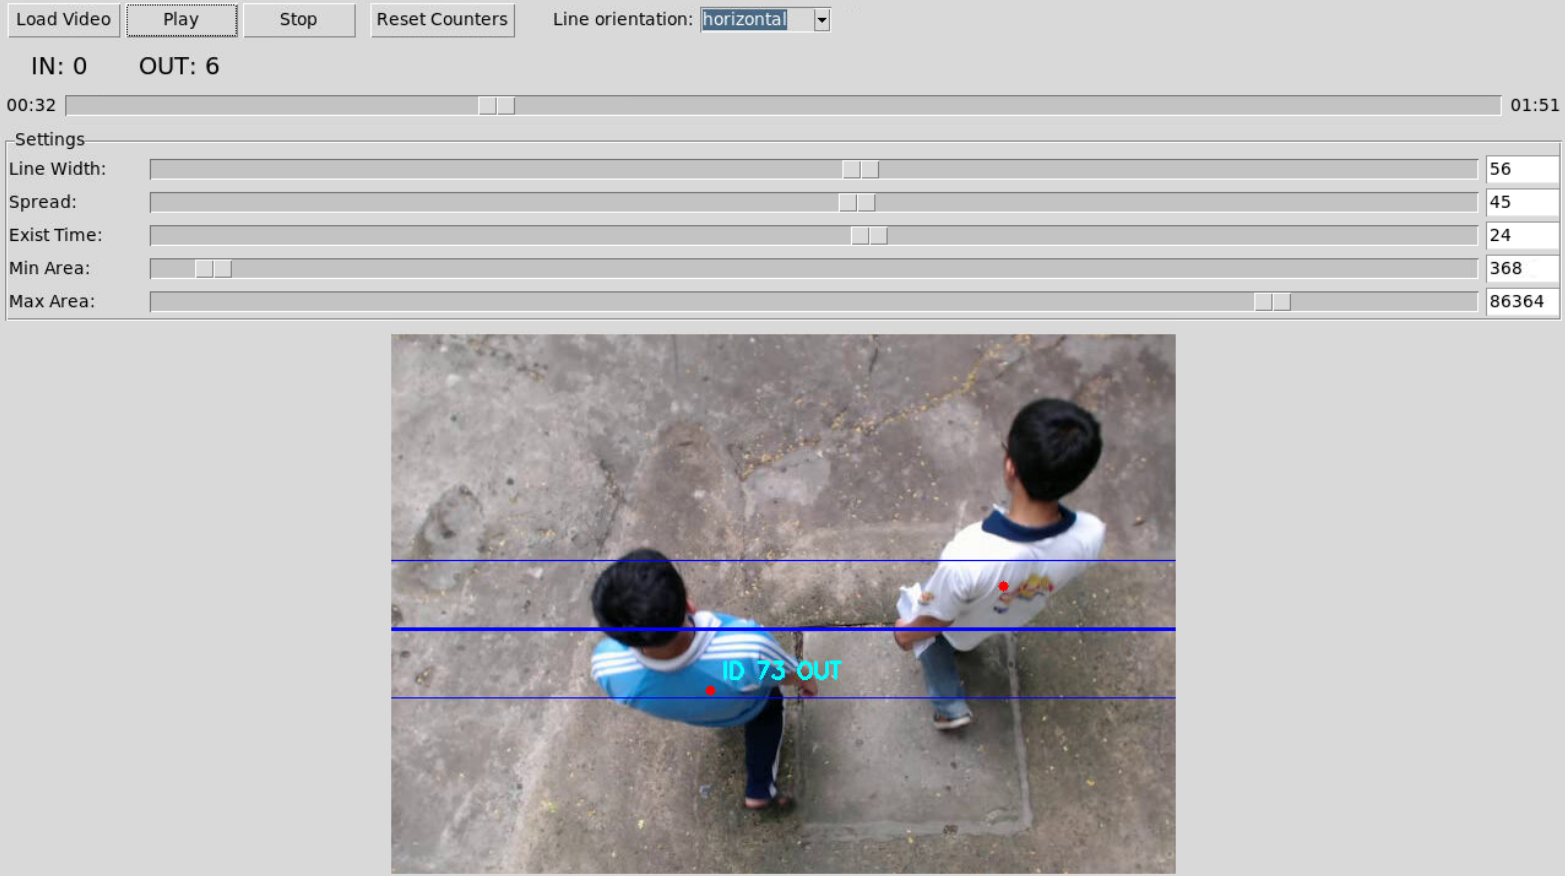 Load Video Play Stop Reset Counters Line orientation: horizontal
IN: 0 OUT: 6
00:32 01:51
Settings
Line Width: 56
Spread: 45
Exist Time: 24
Min Area: 368
Max Area: 86364
ID 73 OUT